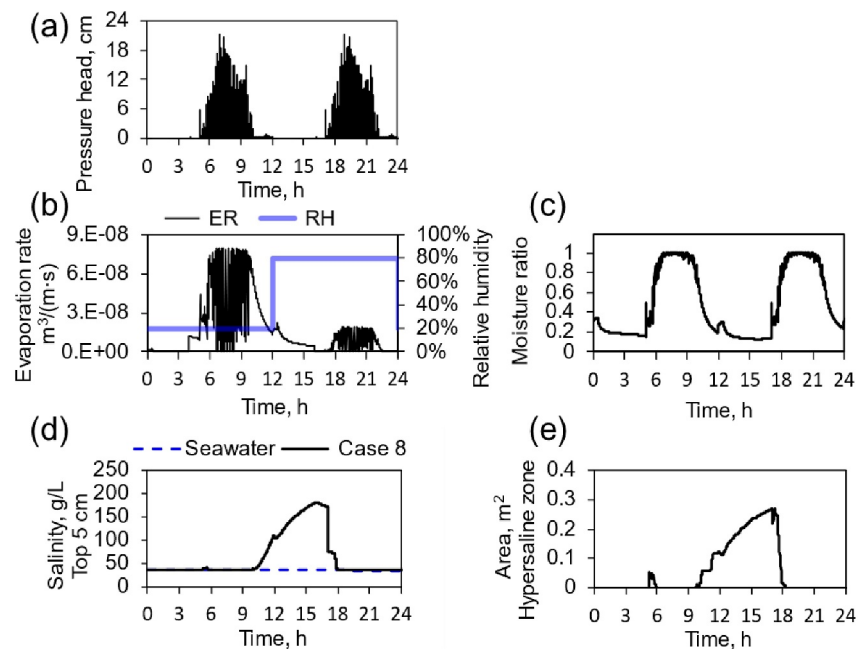 (a)
Pressure head, cm
24
18
12
6
0
0 3 6 9 12 15 18 21 24
Time, h
(b)
ER RH
Evaporation rate
m³/(m·s)
9.E-08
6.E-08
3.E-08
0.E+00
100%
80%
60%
40%
20%
0%
Relative humidity
0 3 6 9 12 15 18 21 24
Time, h
(c)
Moisture ratio
1
0.8
0.6
0.4
0.2
0
0 3 6 9 12 15 18 21 24
Time, h
(d)
Seawater Case 8
Salinity, g/L
Top 5 cm
250
200
150
100
50
0
0 3 6 9 12 15 18 21 24
Time, h
(e)
Area, m²
Hypersaline zone
0.4
0.3
0.2
0.1
0
0 3 6 9 12 15 18 21 24
Time, h